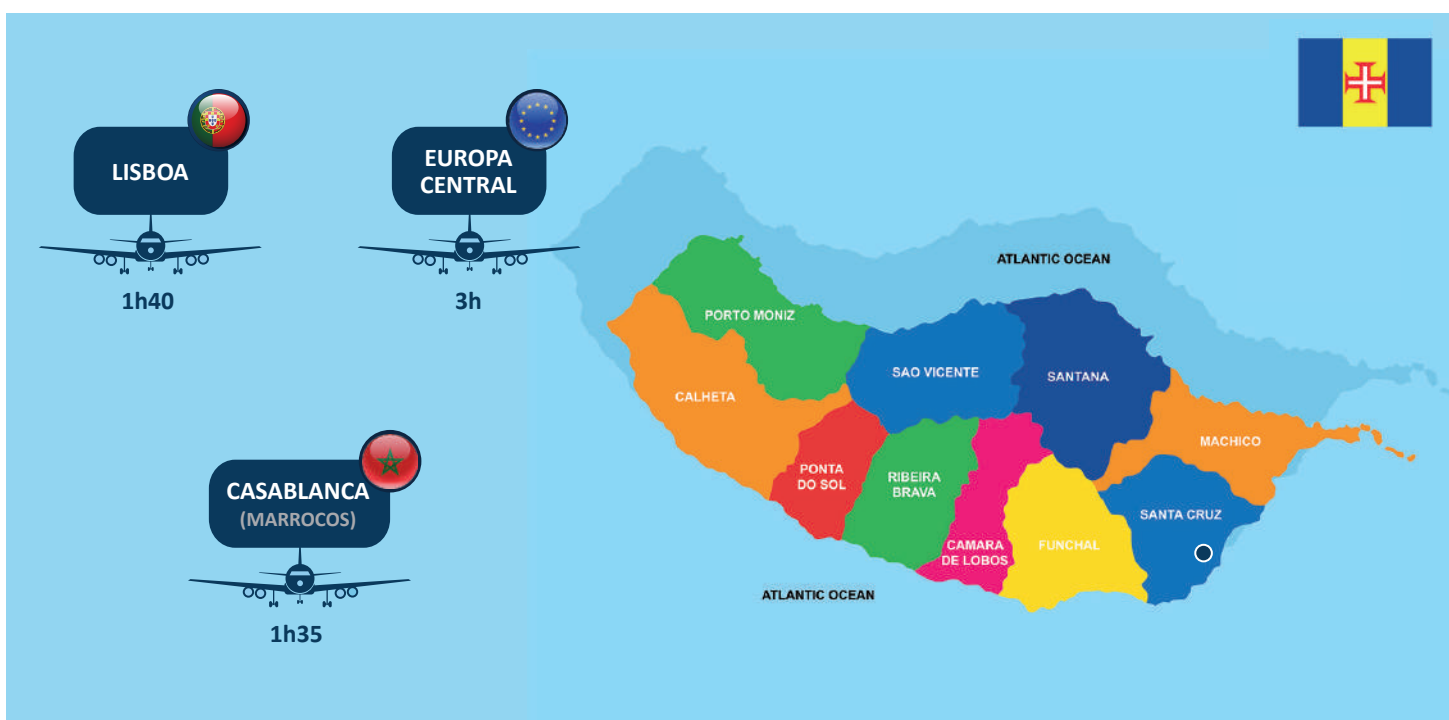 LISBOA
1h40
EUROPA
CENTRAL
3h
CASABLANCA
(MARROCOS)
1h35
ATLANTIC OCEAN
PORTO MONIZ
SAO VICENTE
SANTANA
CALHETA
MACHICO
PONTA
DO SOL
RIBEIRA
BRAVA
SANTA CRUZ
CAMARA
DE LOBOS
FUNCHAL
ATLANTIC OCEAN